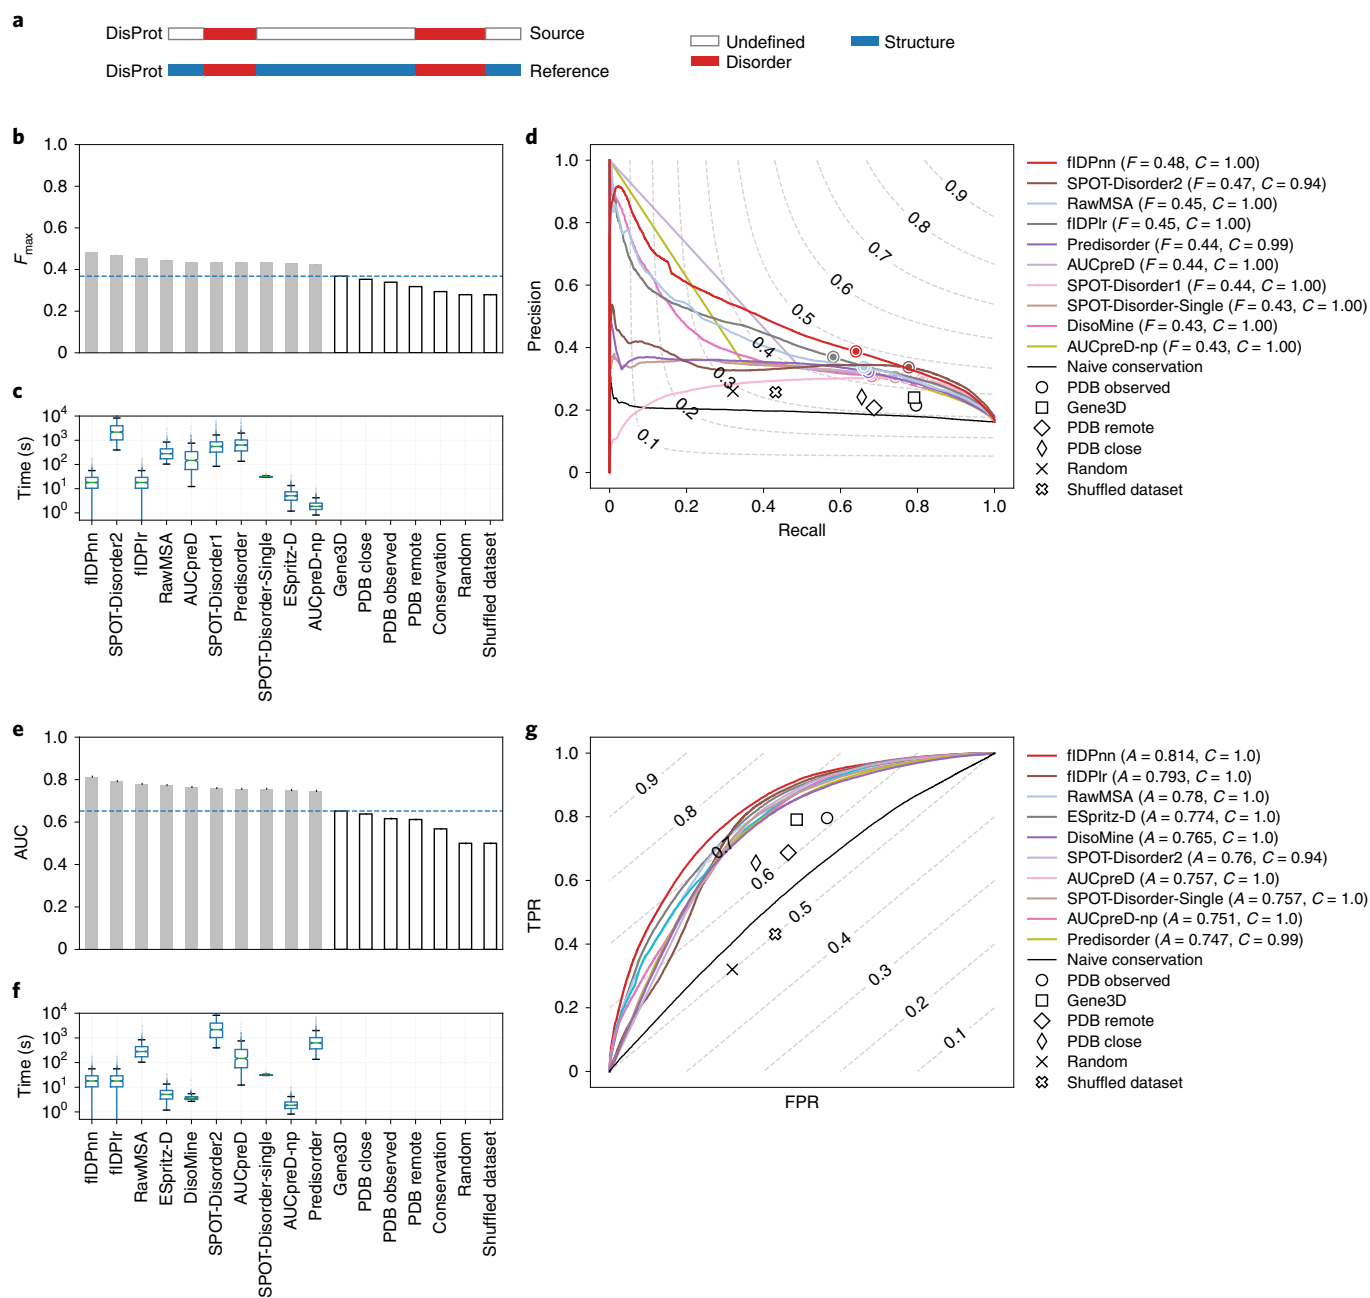 a
DisProt Source
DisProt Reference
Undefined
Disorder
Structure
b
F max
1.0
0.8
0.6
0.4
0.2
0
c
Time (s)
10^4
10^3
10^2
10^1
10^0
flDPnn
SPOT-Disorder2
flDPlr
RawMSA
AUCpreD
SPOT-Disorder1
Predisorder
SPOT-Disorder-Single
ESpritz-D
AUCpreD-np
Gene3D
PDB close
PDB observed
PDB remote
Conservation
Random
Shuffled dataset
d
Precision
1.0
0.8
0.6
0.4
0.2
0
0.9
0.8
0.7
0.6
0.5
0.4
0.3
0.2
0.1
0 0.2 0.4 0.6 0.8 1.0
Recall
flDPnn (F = 0.48, C = 1.00)
SPOT-Disorder2 (F = 0.47, C = 0.94)
RawMSA (F = 0.45, C = 1.00)
flDPlr (F = 0.45, C = 1.00)
Predisorder (F = 0.44, C = 0.99)
AUCpreD (F = 0.44, C = 1.00)
SPOT-Disorder1 (F = 0.44, C = 1.00)
SPOT-Disorder-Single (F = 0.43, C = 1.00)
DisoMine (F = 0.43, C = 1.00)
AUCpreD-np (F = 0.43, C = 1.00)
Naive conservation
PDB observed
Gene3D
PDB remote
PDB close
Random
Shuffled dataset
e
AUC
1.0
0.8
0.6
0.4
0.2
0
f
Time (s)
10^4
10^3
10^2
10^1
10^0
flDPnn
flDPlr
RawMSA
ESpritz-D
DisoMine
SPOT-Disorder2
AUCpreD
SPOT-Disorder-single
AUCpreD-np
Predisorder
Gene3D
PDB close
PDB observed
PDB remote
Conservation
Random
Shuffled dataset
g
TPR
1.0
0.8
0.6
0.4
0.2
0
0.9
0.8
0.7
0.6
0.5
0.4
0.3
0.2
0.1
FPR
flDPnn (A = 0.814, C = 1.0)
flDPlr (A = 0.793, C = 1.0)
RawMSA (A = 0.78, C = 1.0)
ESpritz-D (A = 0.774, C = 1.0)
DisoMine (A = 0.765, C = 1.0)
SPOT-Disorder2 (A = 0.76, C = 0.94)
AUCpreD (A = 0.757, C = 1.0)
SPOT-Disorder-Single (A = 0.757, C = 1.0)
AUCpreD-np (A = 0.751, C = 1.0)
Predisorder (A = 0.747, C = 0.99)
Naive conservation
PDB observed
Gene3D
PDB remote
PDB close
Random
Shuffled dataset